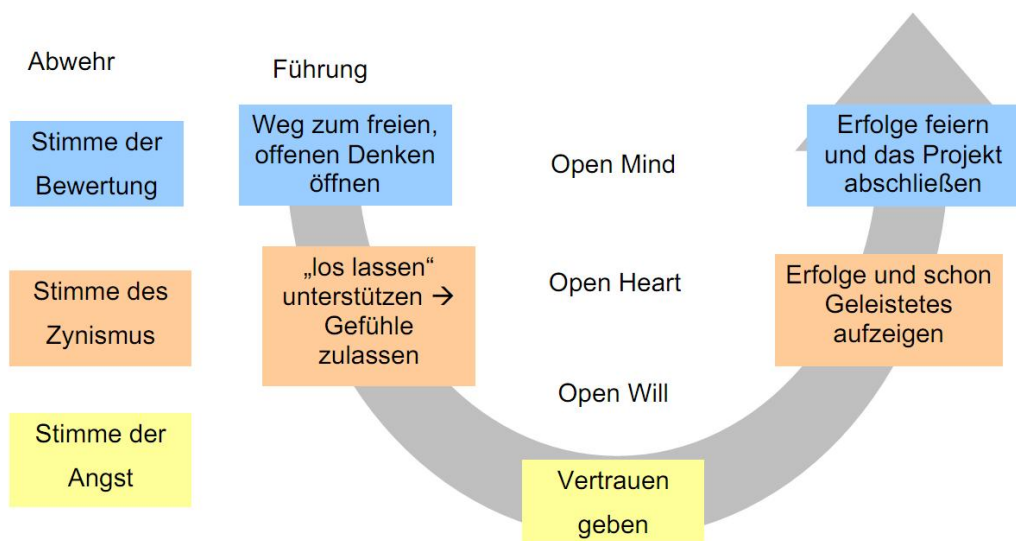 Abwehr
Führung
Stimme der
Bewertung
Weg zum freien,
offenen Denken
öffnen
Open Mind
Erfolge feiern
und das Projekt
abschließen
Stimme des
Zynismus
„los lassen“
unterstützen →
Gefühle
zulassen
Open Heart
Erfolge und schon
Geleistetes
aufzeigen
Open Will
Stimme der
Angst
Vertrauen
geben